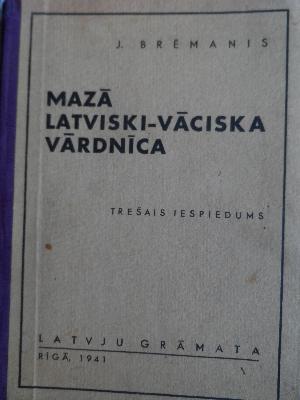 J. BRĒMANIS
MAZĀ
LATVISKI-VĀCISKA
VĀRDNĪCA
TREŠAIS IESPIEDUMS
LATVJU GRĀMATA
RĪGĀ, 1941